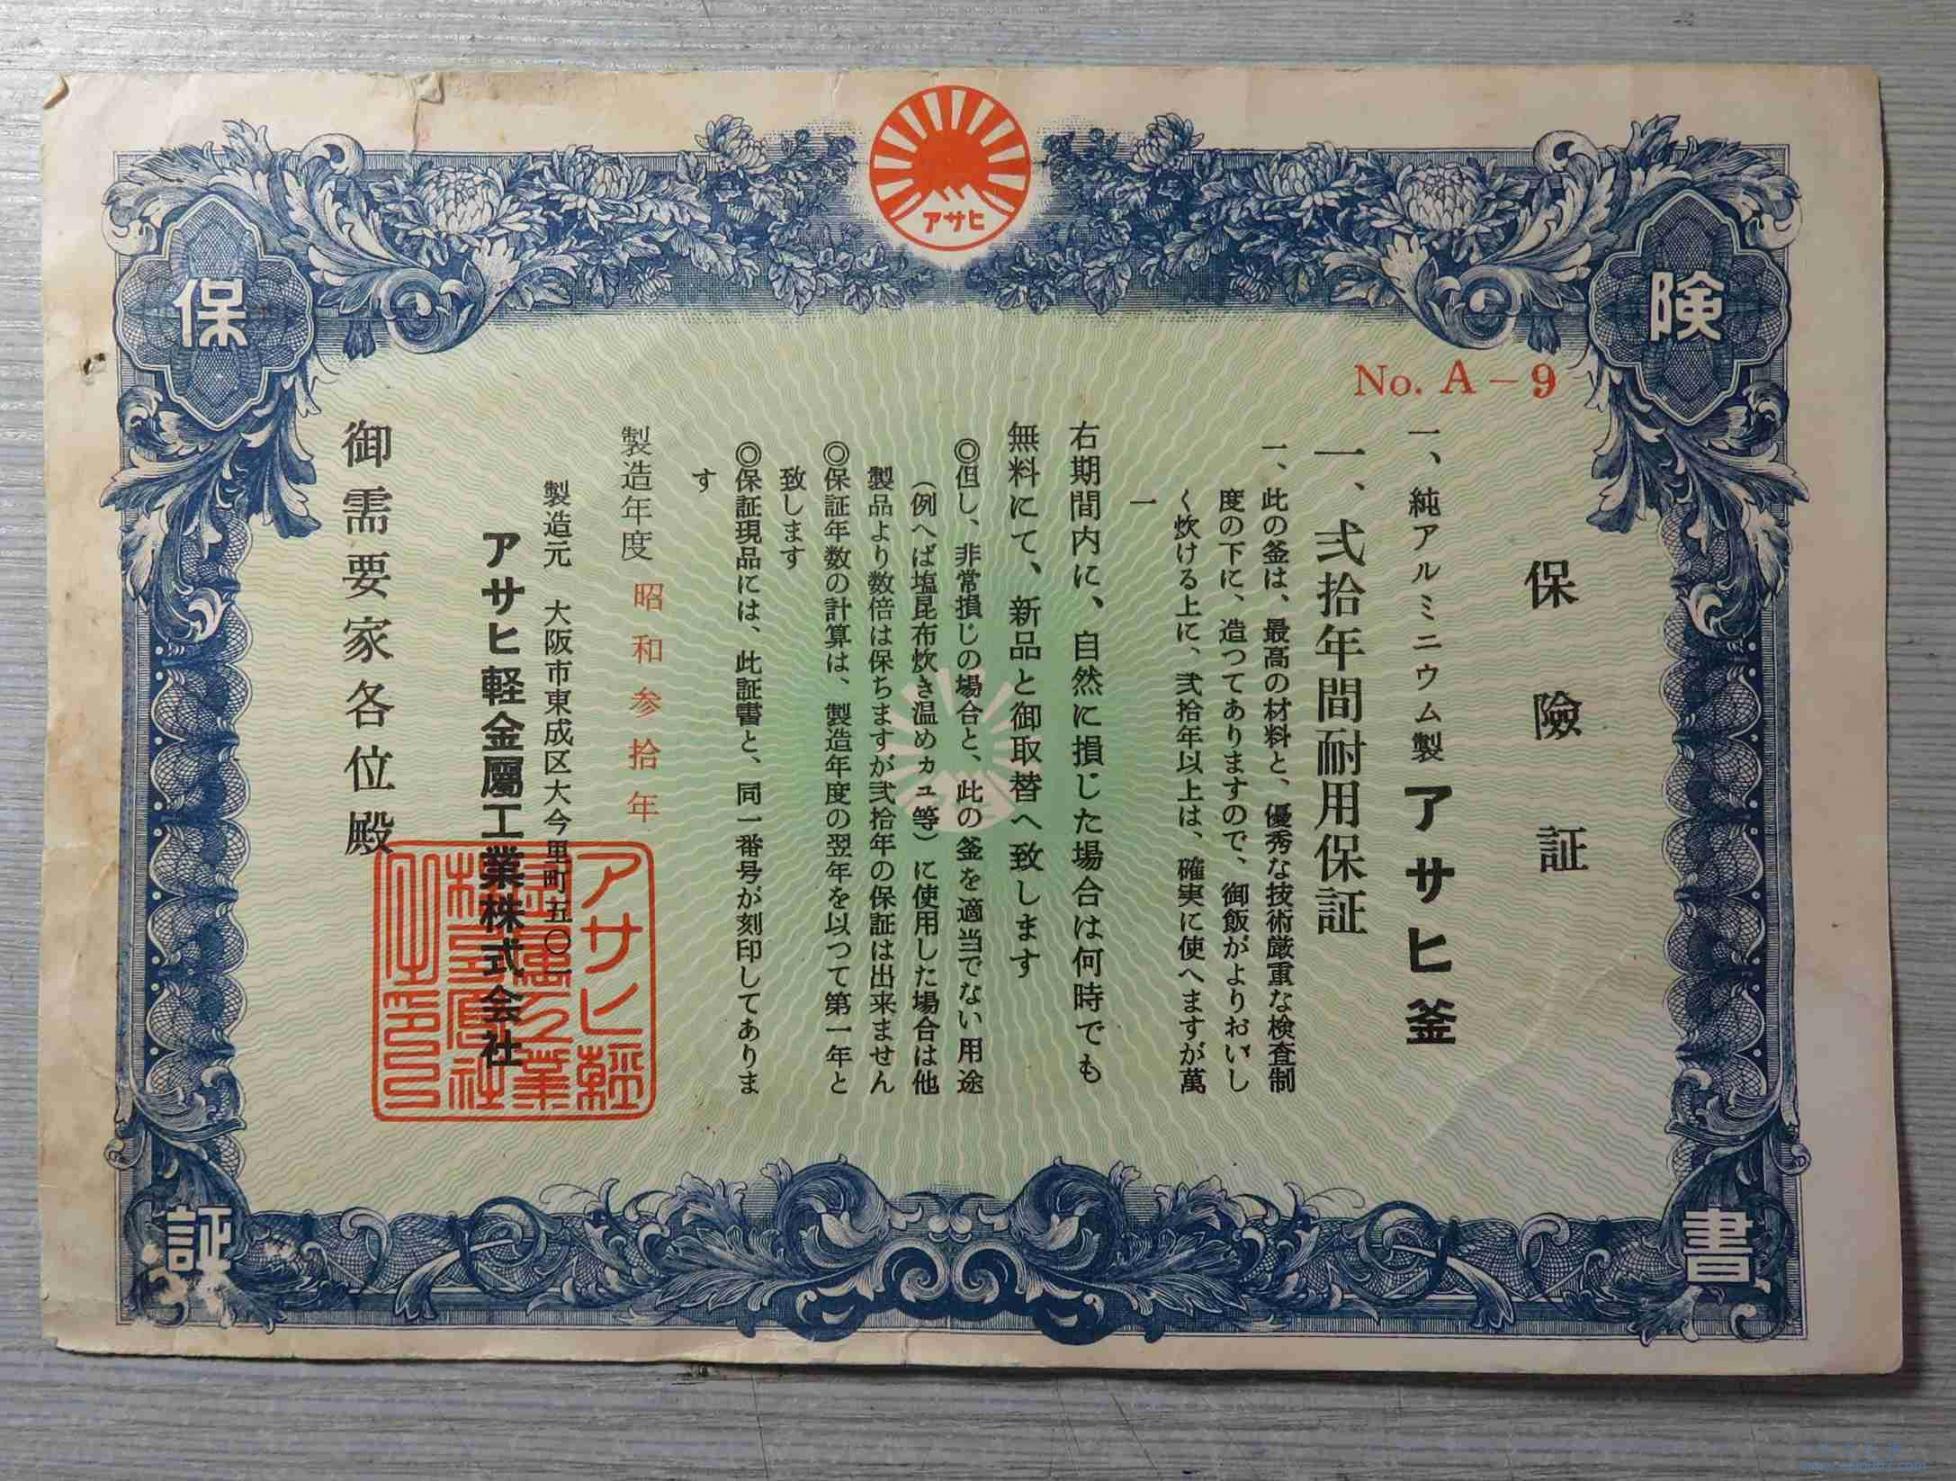 アサヒ
保
険
証
書
No. A-9
保険証
一、純アルミニウム製 アサヒ釜
一、弐拾年間耐用保証
一、此の釜は、最高の材料と、優秀な技術厳重な検査制
度の下に、造つてありますので、御飯がよりおいし
く炊ける上に、弐拾年以上は、確実に使へますが萬
一
右期間内に、自然に損じた場合は何時でも
無料にて、新品と御取替へ致します
◎但し、非常損じの場合と、此の釜を適当でない用途
（例へば塩昆布炊き温めカユ等）に使用した場合は他
製品より数倍は保ちますが弐拾年の保証は出来ません
◎保証年数の計算は、製造年度の翌年を以つて第一年と
致します
◎保証現品には、此証書と、同一番号が刻印してありま
す
製造年度 昭和参拾年
製造元 大阪市東成区大今里町五〇一
アサヒ軽金属工業株式会社
御需要家各位殿